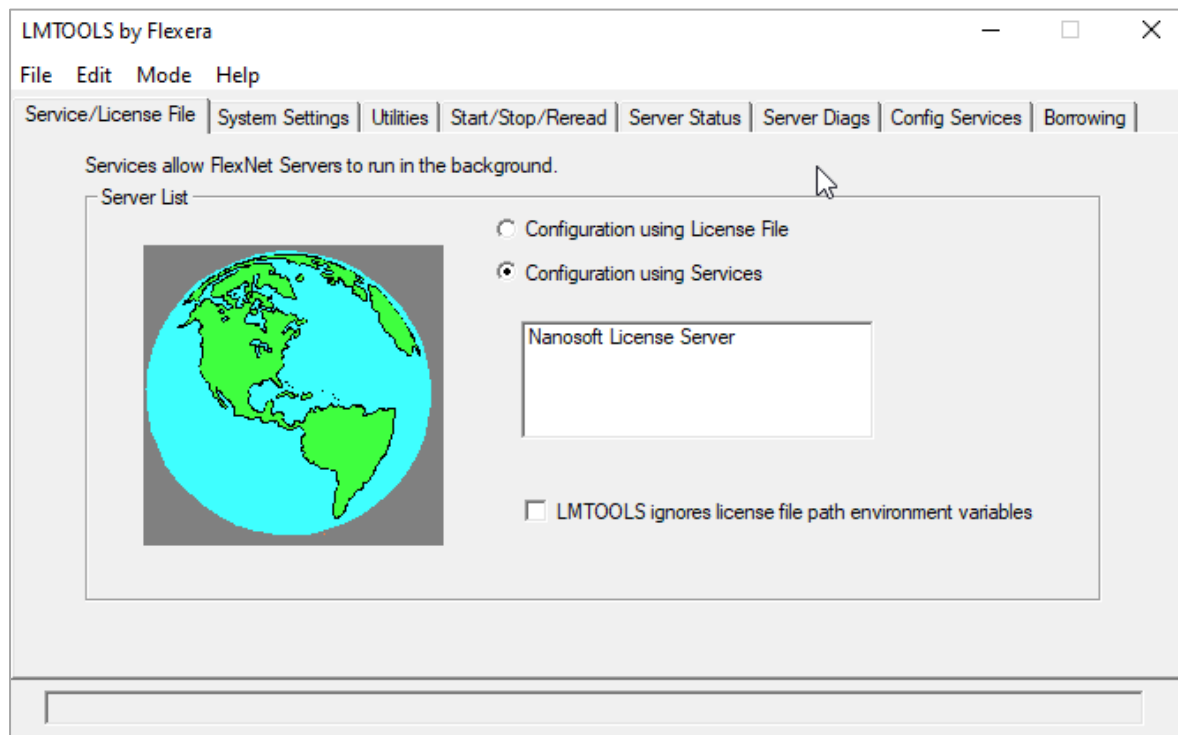 LMTOOLS by Flexera
File Edit Mode Help
Service/License File System Settings Utilities Start/Stop/Reread Server Status Server Diags Config Services Borrowing
Services allow FlexNet Servers to run in the background.
Server List
Configuration using License File
Configuration using Services
Nanosoft License Server
LMTOOLS ignores license file path environment variables